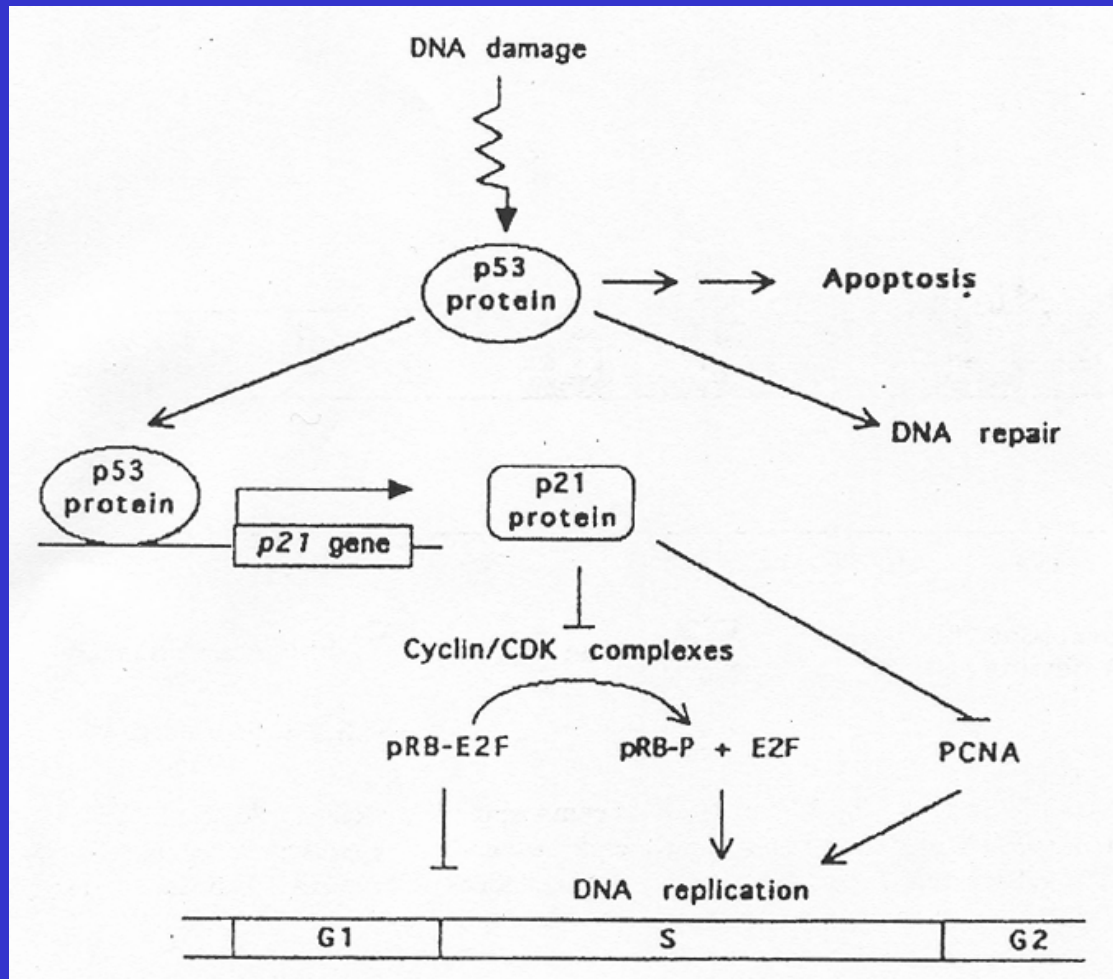 DNA damage
p53
protein
Apoptosis
DNA repair
p53
protein
p21 gene
p21
protein
Cyclin/CDK complexes
pRB-E2F
pRB-P + E2F
PCNA
DNA replication
G1
S
G2